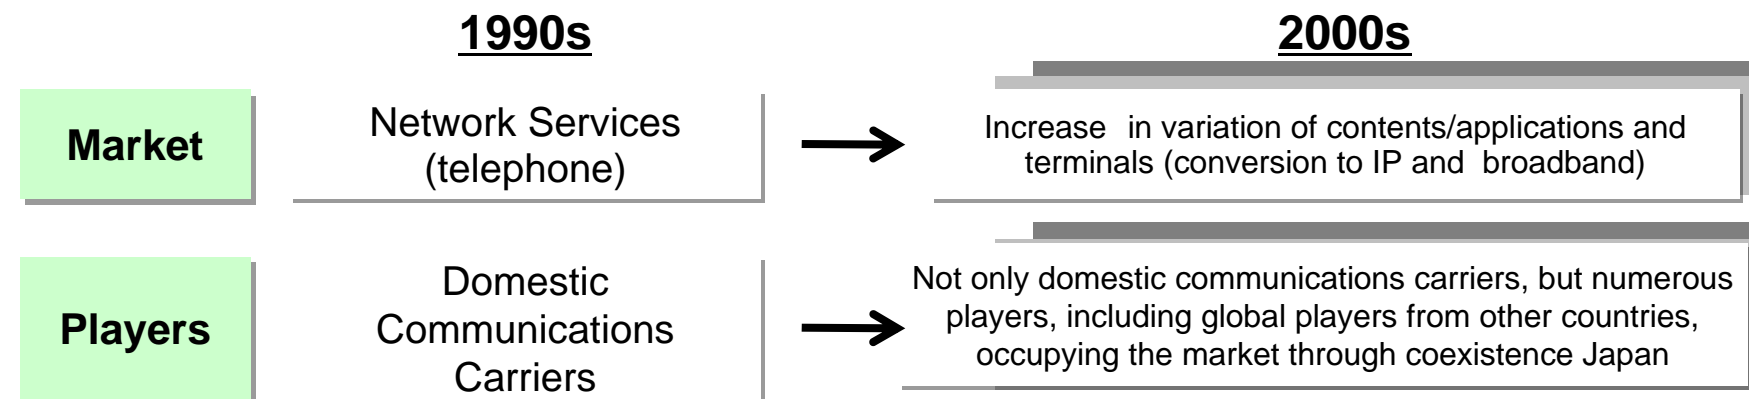 1990s
2000s
Market
Network Services
(telephone)
Increase in variation of contents/applications and
terminals (conversion to IP and broadband)
Players
Domestic
Communications
Carriers
Not only domestic communications carriers, but numerous
players, including global players from other countries,
occupying the market through coexistence Japan